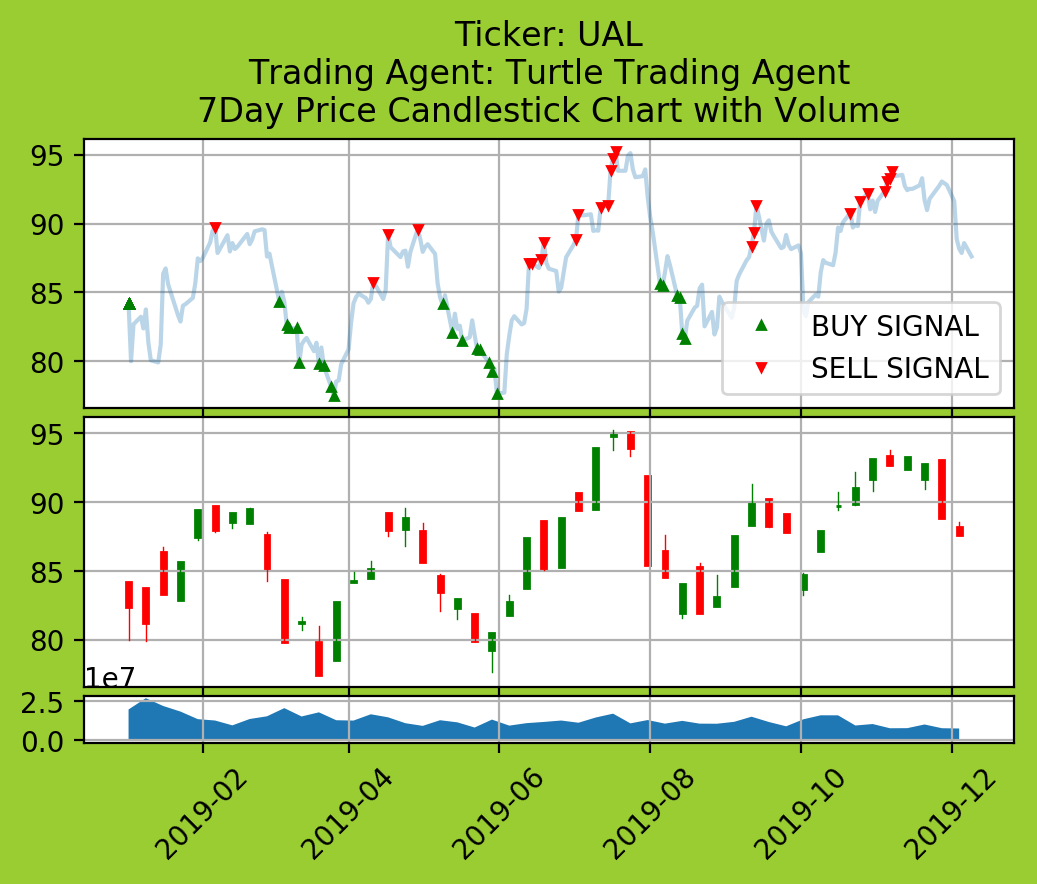 Ticker: UAL
Trading Agent: Turtle Trading Agent
7Day Price Candlestick Chart with Volume
95
90
85
80
BUY SIGNAL
SELL SIGNAL
95
90
85
80
1e7
2.5
0.0
2019-02
2019-04
2019-06
2019-08
2019-10
2019-12